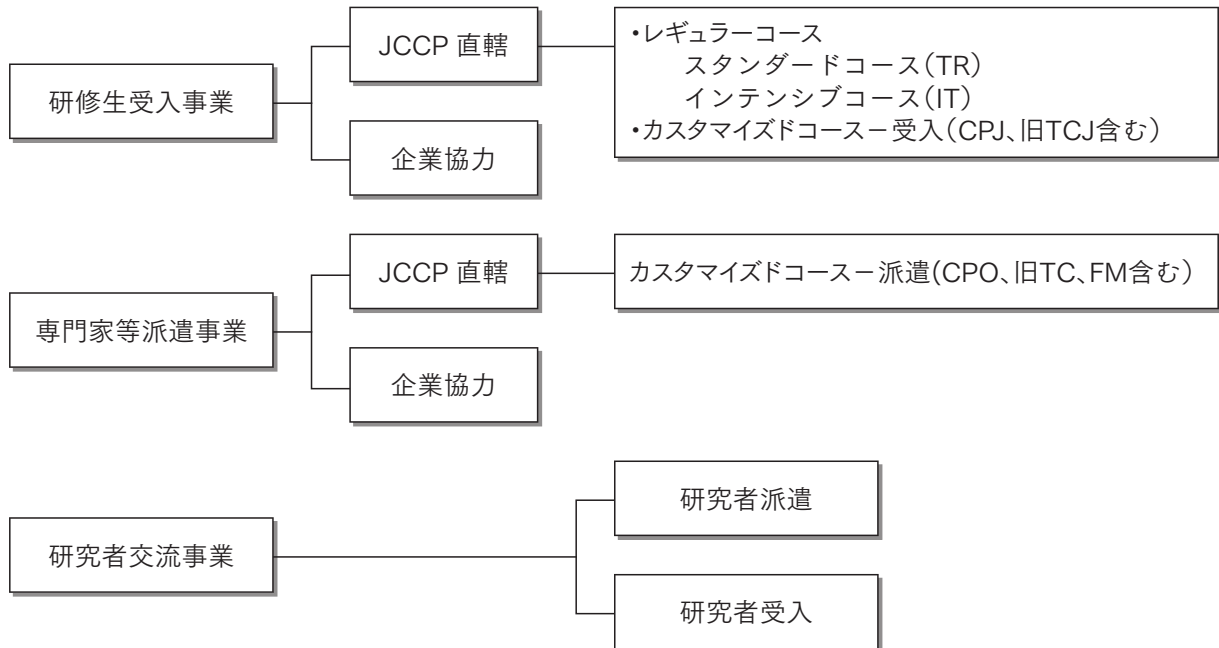 研修生受入事業
JCCP 直轄
・レギュラーコース
スタンダードコース(TR)
インテンシブコース(IT)
・カスタマイズドコース－受入(CPJ、旧TCJ含む)
企業協力
専門家等派遣事業
JCCP 直轄
カスタマイズドコース－派遣(CPO、旧TC、FM含む)
企業協力
研究者交流事業
研究者派遣
研究者受入